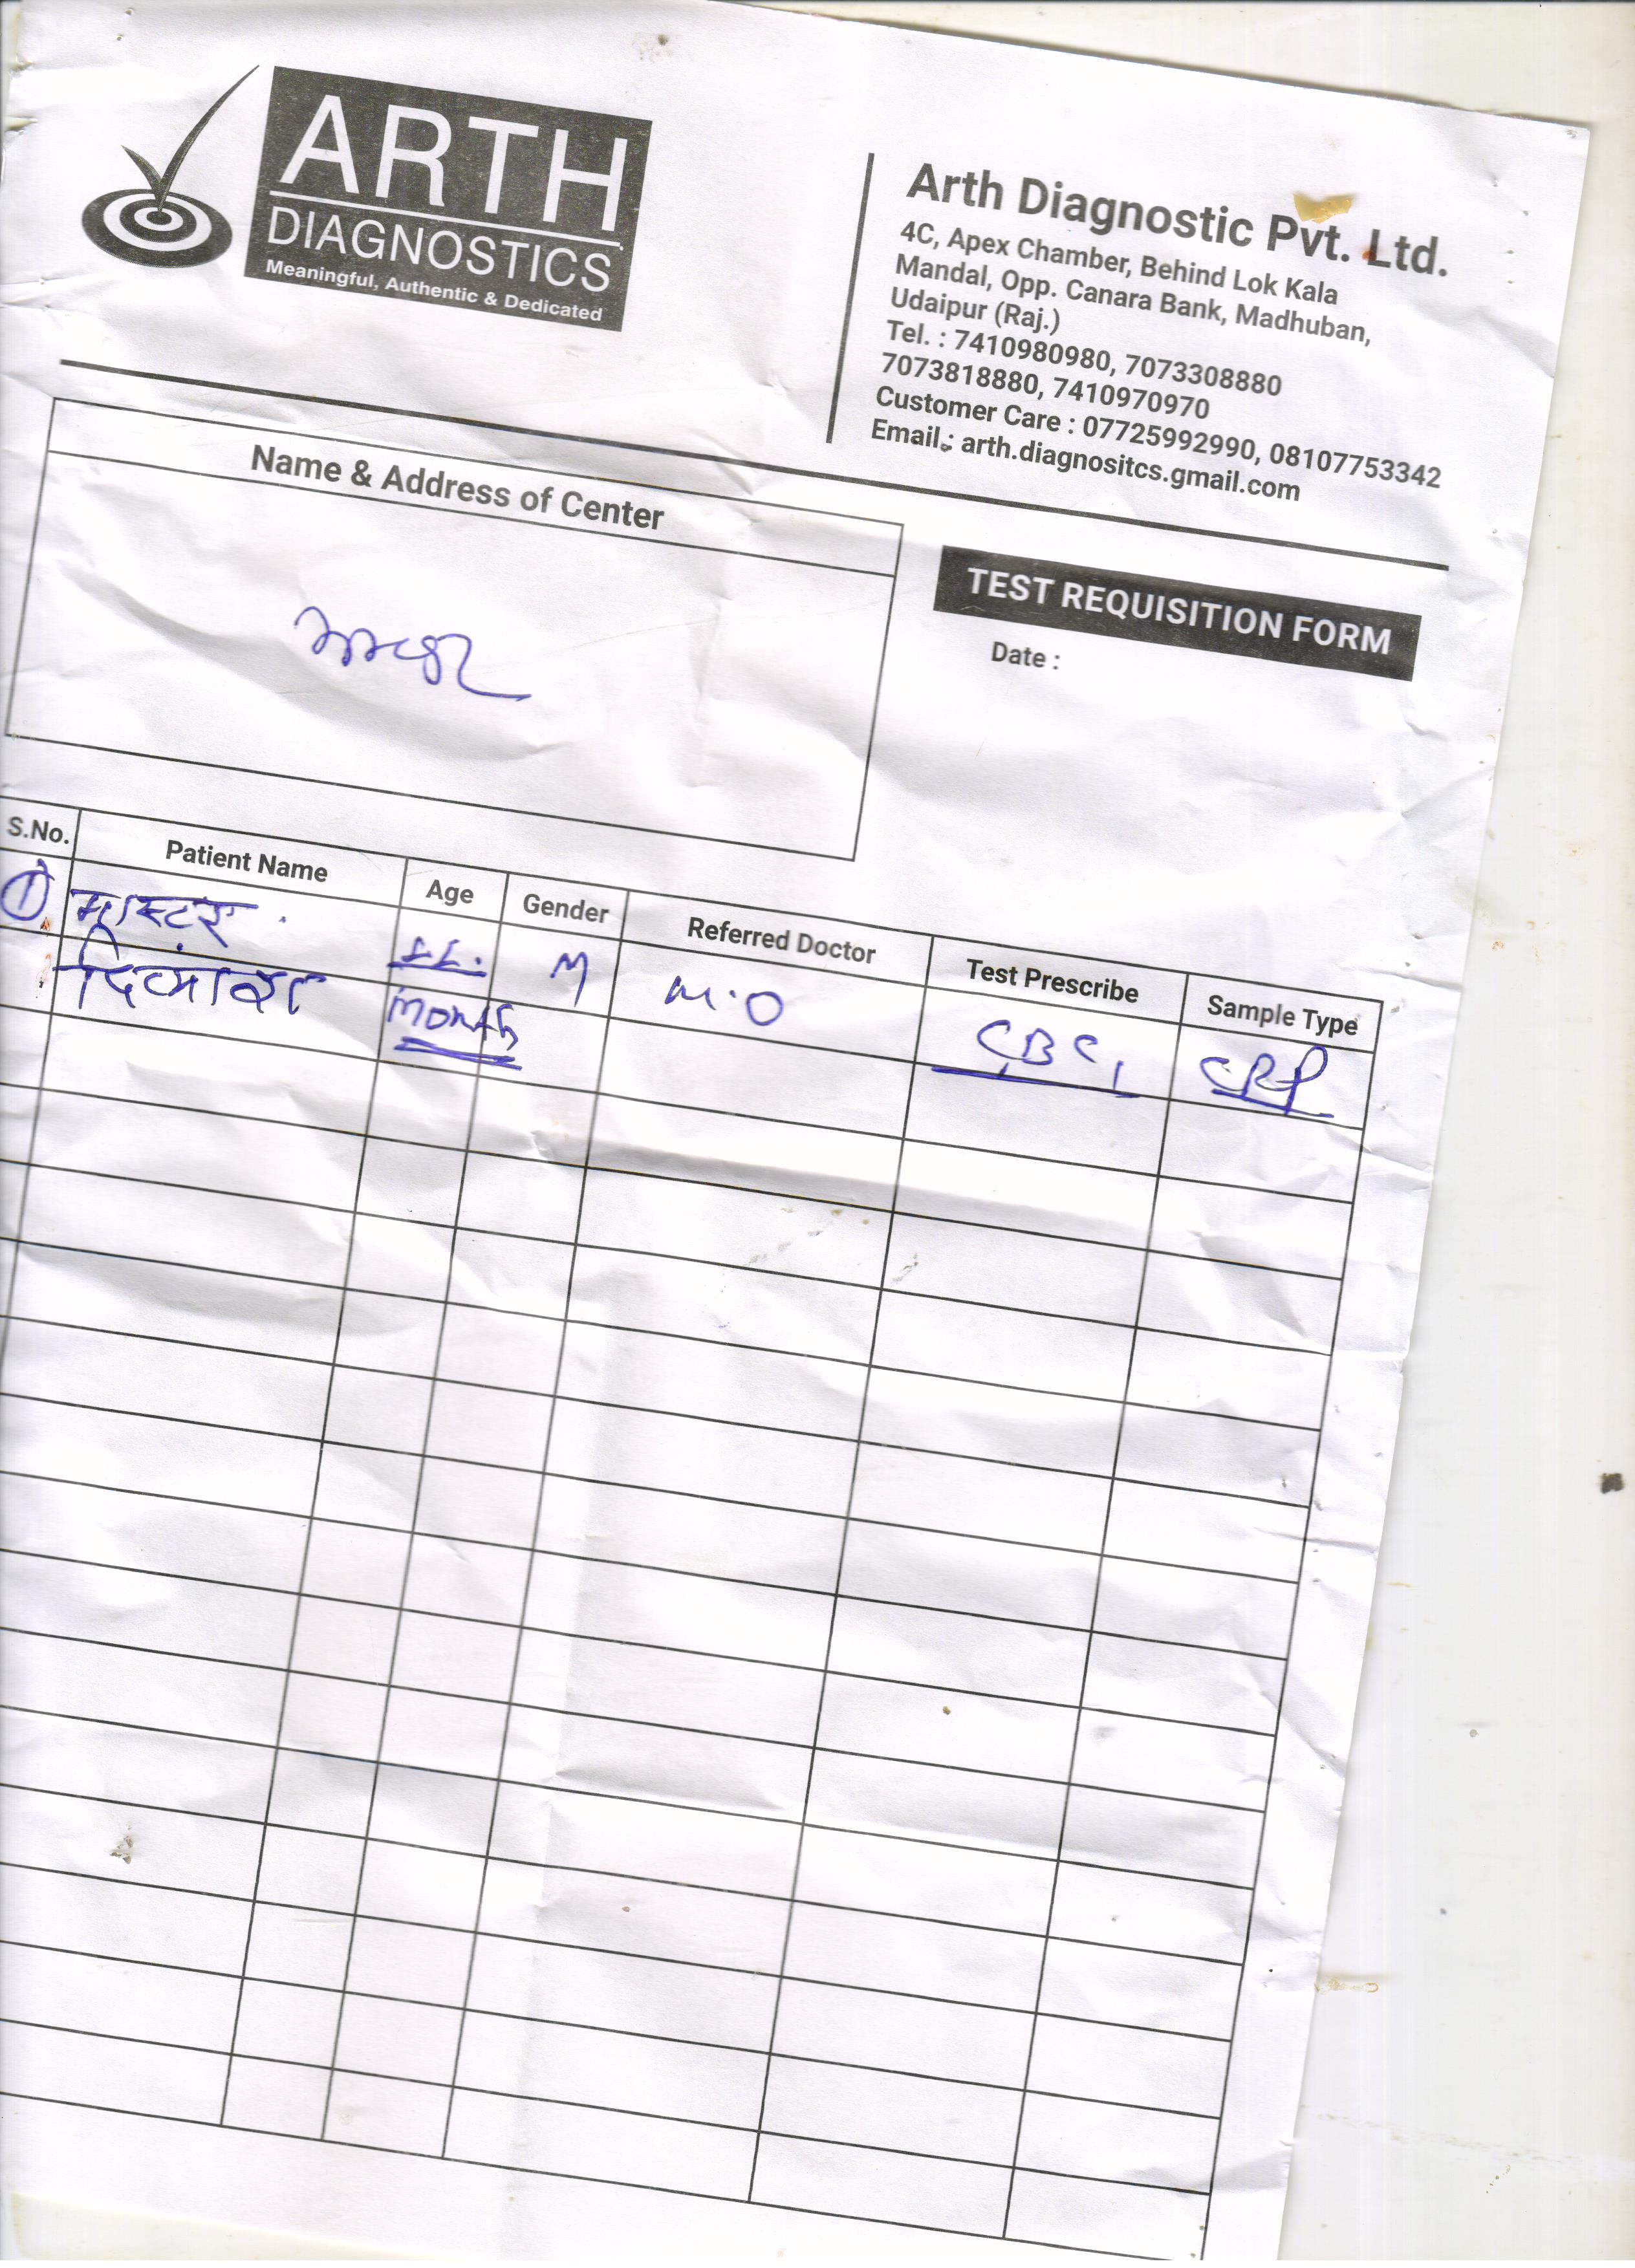 ARTH
DIAGNOSTICS
Meaningful, Authentic & Dedicated
Arth Diagnostic Pvt. Ltd.
4C, Apex Chamber, Behind Lok Kala
Mandal, Opp. Canara Bank, Madhuban,
Udaipur (Raj.)
Tel. : 7410980980, 7073308880
7073818880, 7410970970
Customer Care : 07725992990, 08107753342
Email : arth.diagnositcs.gmail.com
Name & Address of Center
TEST REQUISITION FORM
Date :
S.No. Patient Name Age Gender Referred Doctor Test Prescribe Sample Type
1 मास्टर M M.O CBC, CRP
Month